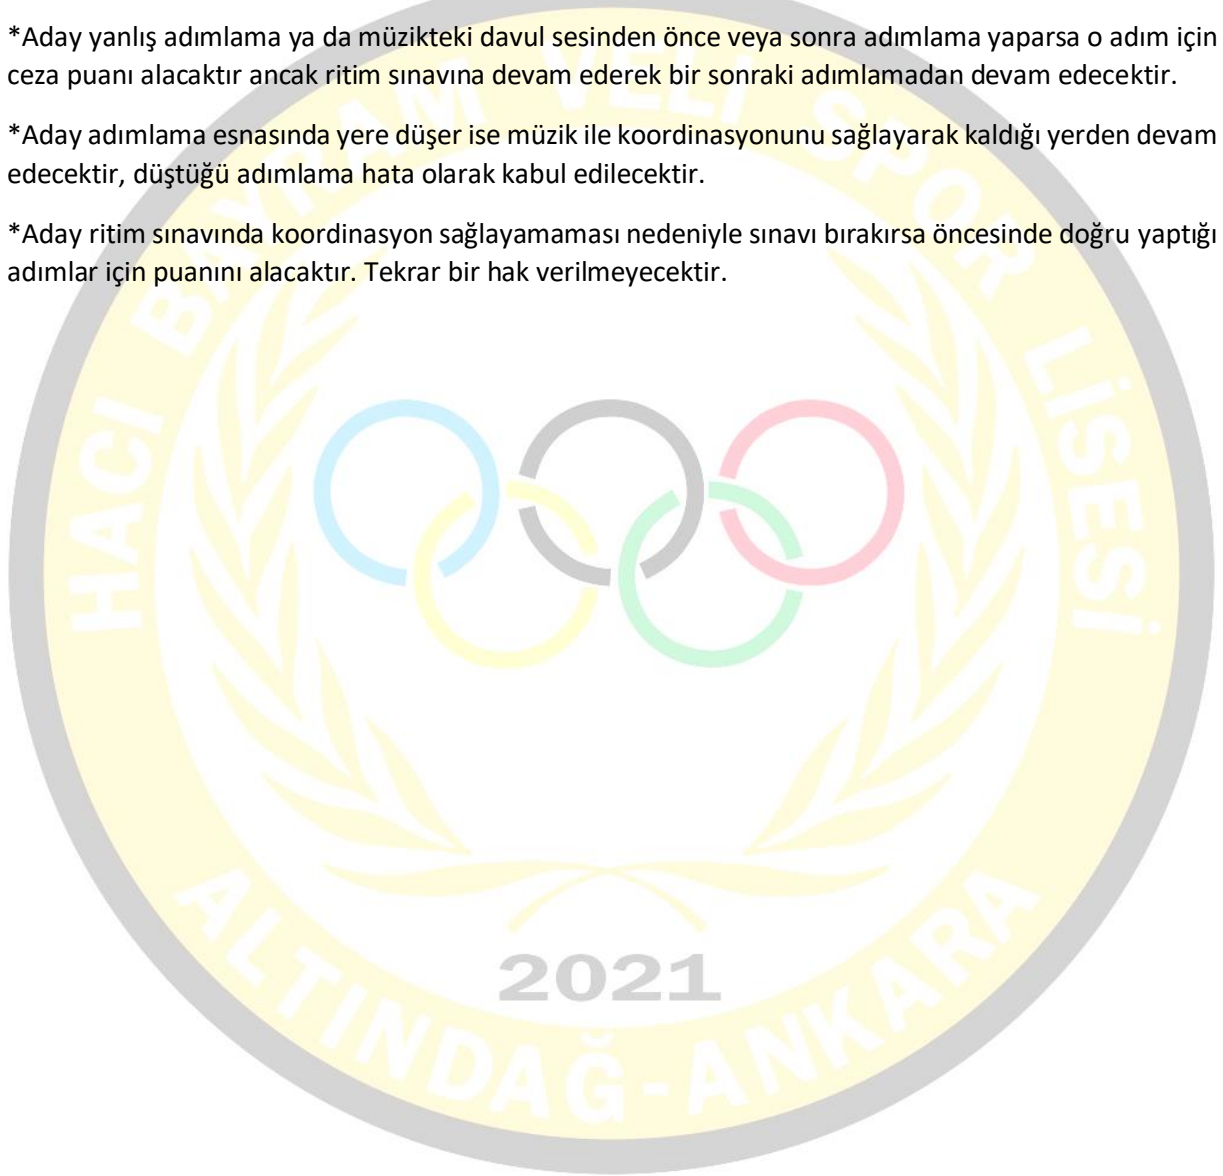 *Aday yanlış adımlama ya da müzikteki davul sesinden önce veya sonra adımlama yaparsa o adım için
ceza puanı alacaktır ancak ritim sınavına devam ederek bir sonraki adımlamadan devam edecektir.
*Aday adımlama esnasında yere düşer ise müzik ile koordinasyonunu sağlayarak kaldığı yerden devam
edecektir, düştüğü adımlama hata olarak kabul edilecektir.
*Aday ritim sınavında koordinasyon sağlayamaması nedeniyle sınavı bırakırsa öncesinde doğru yaptığı
adımlar için puanını alacaktır. Tekrar bir hak verilmeyecektir.
HACI BAYRAM VELİ SPOR LİSESİ
2021
ALTINDAĞ-ANKARA